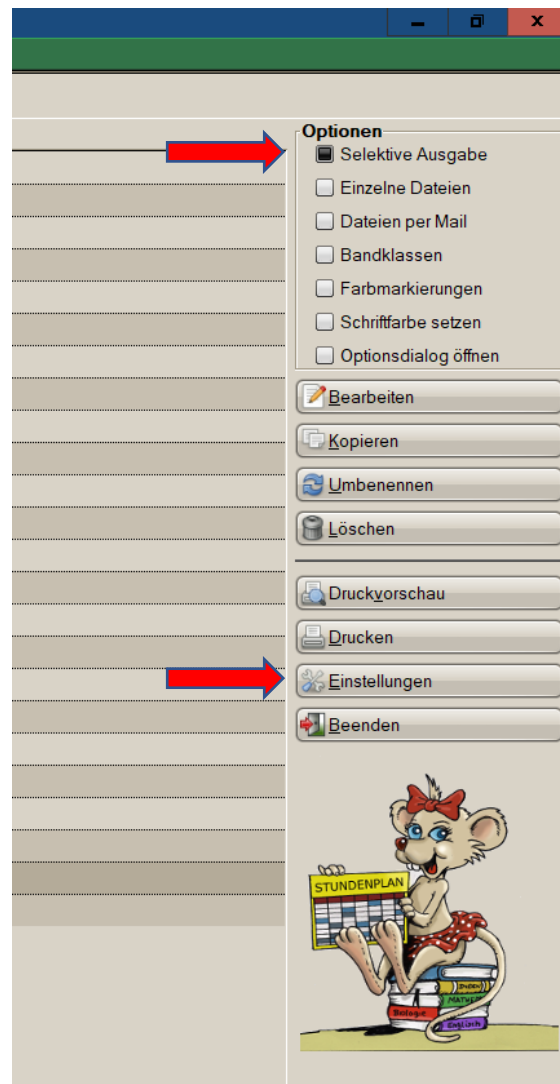 Optionen
Selektive Ausgabe
Einzelne Dateien
Dateien per Mail
Bandklassen
Farbmarkierungen
Schriftfarbe setzen
Optionsdialog öffnen
Bearbeiten
Kopieren
Umbenennen
Löschen
Druckvorschau
Drucken
Einstellungen
Beenden
STUNDENPLAN
MATHE
Biologie
Englisch